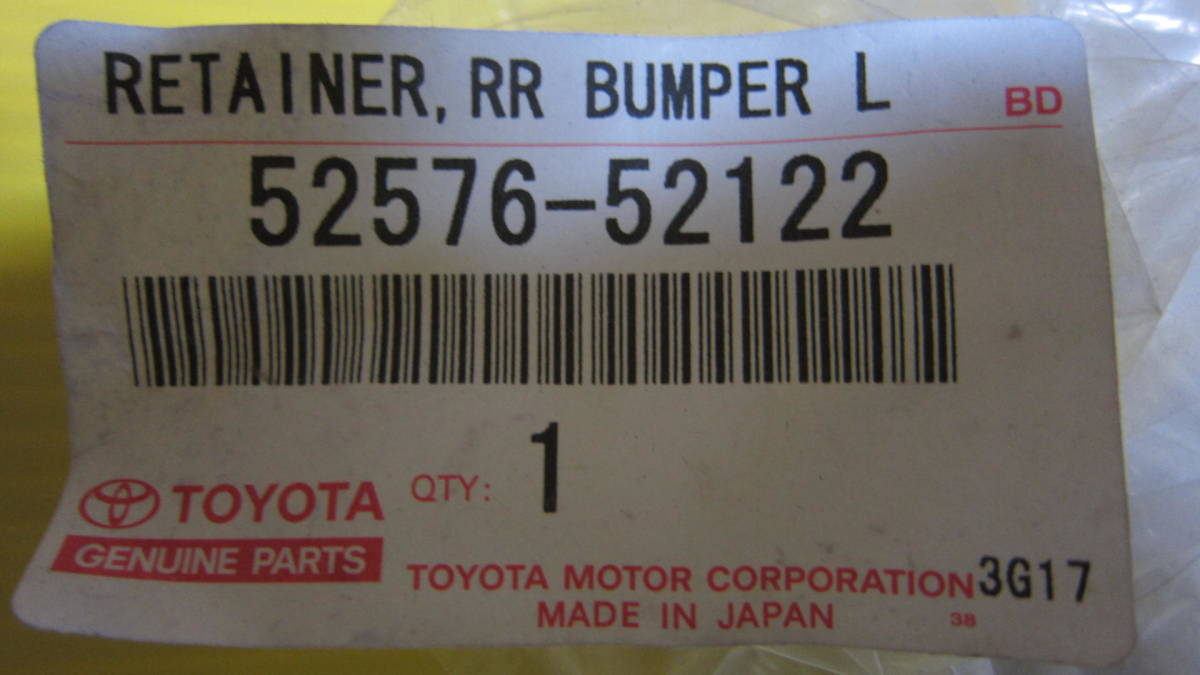 RETAINER, RR BUMPER L BD
52576-52122
TOYOTA QTY: 1
GENUINE PARTS
TOYOTA MOTOR CORPORATION 3G17
MADE IN JAPAN 38